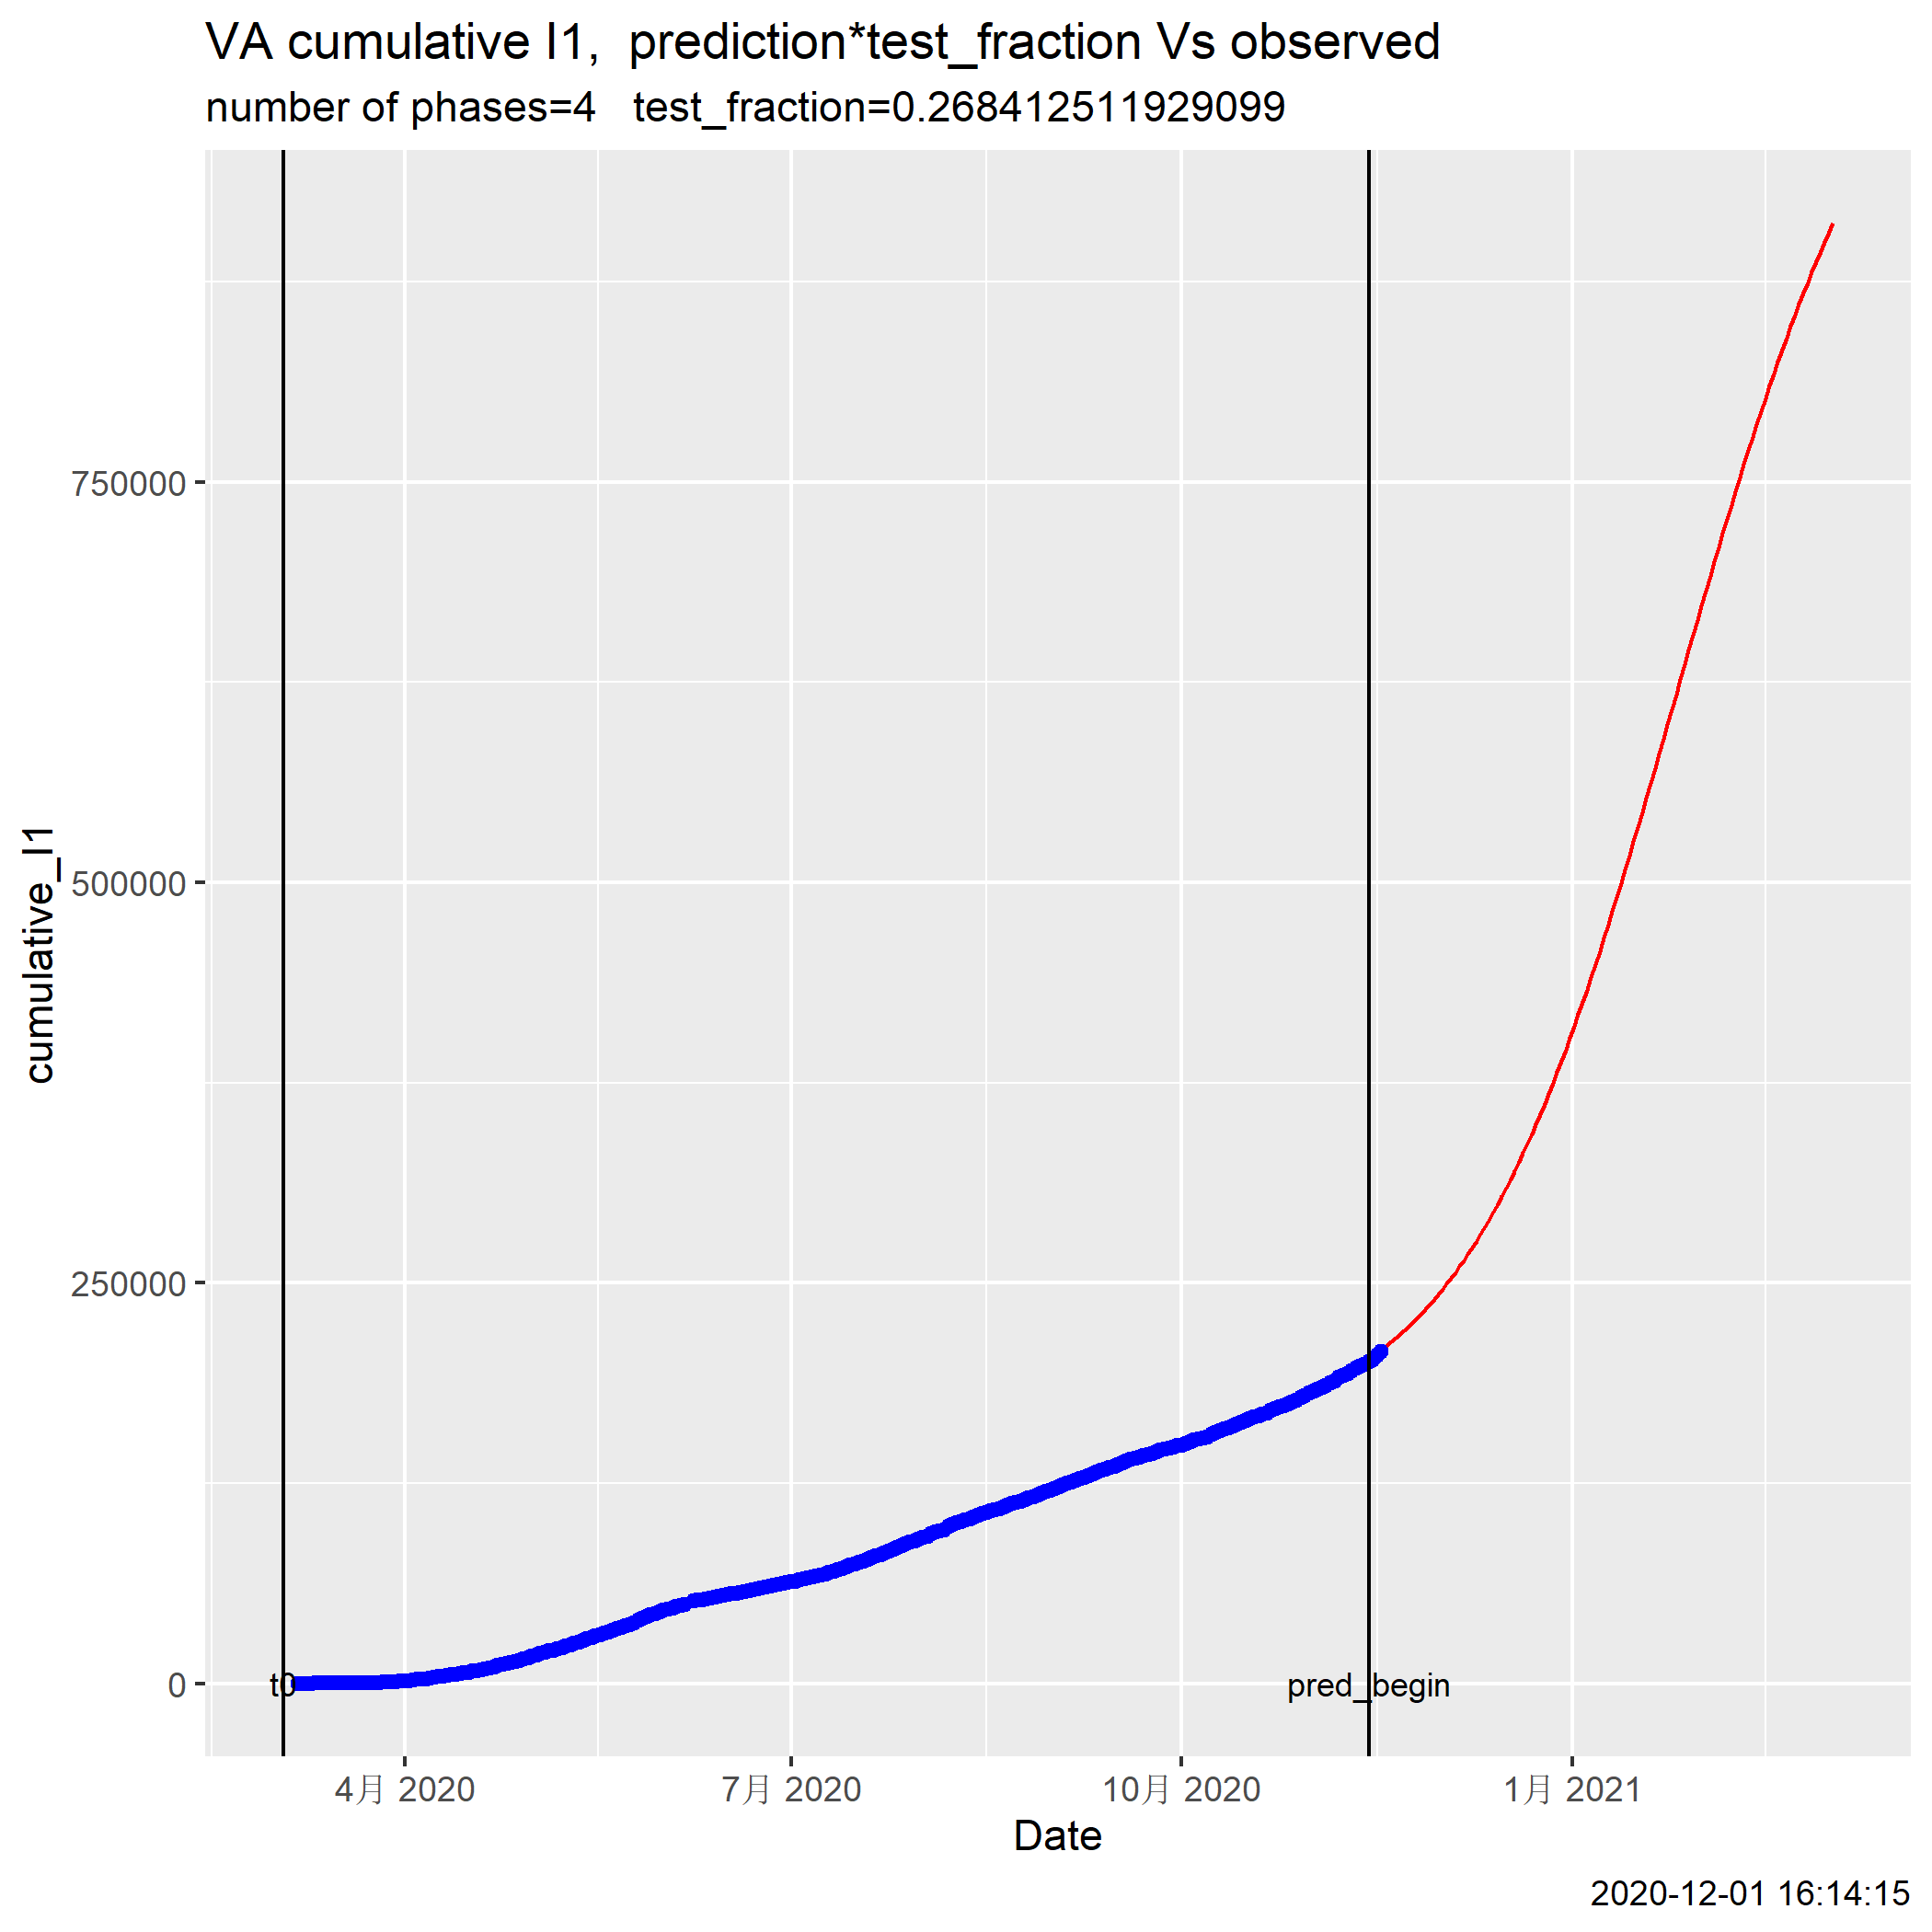 VA cumulative I1,  prediction*test_fraction Vs observed
number of phases=4   test_fraction=0.268412511929099
cumulative_I1
750000
500000
250000
0
t0
pred_begin
4月 2020
7月 2020
10月 2020
1月 2021
Date
2020-12-01 16:14:15